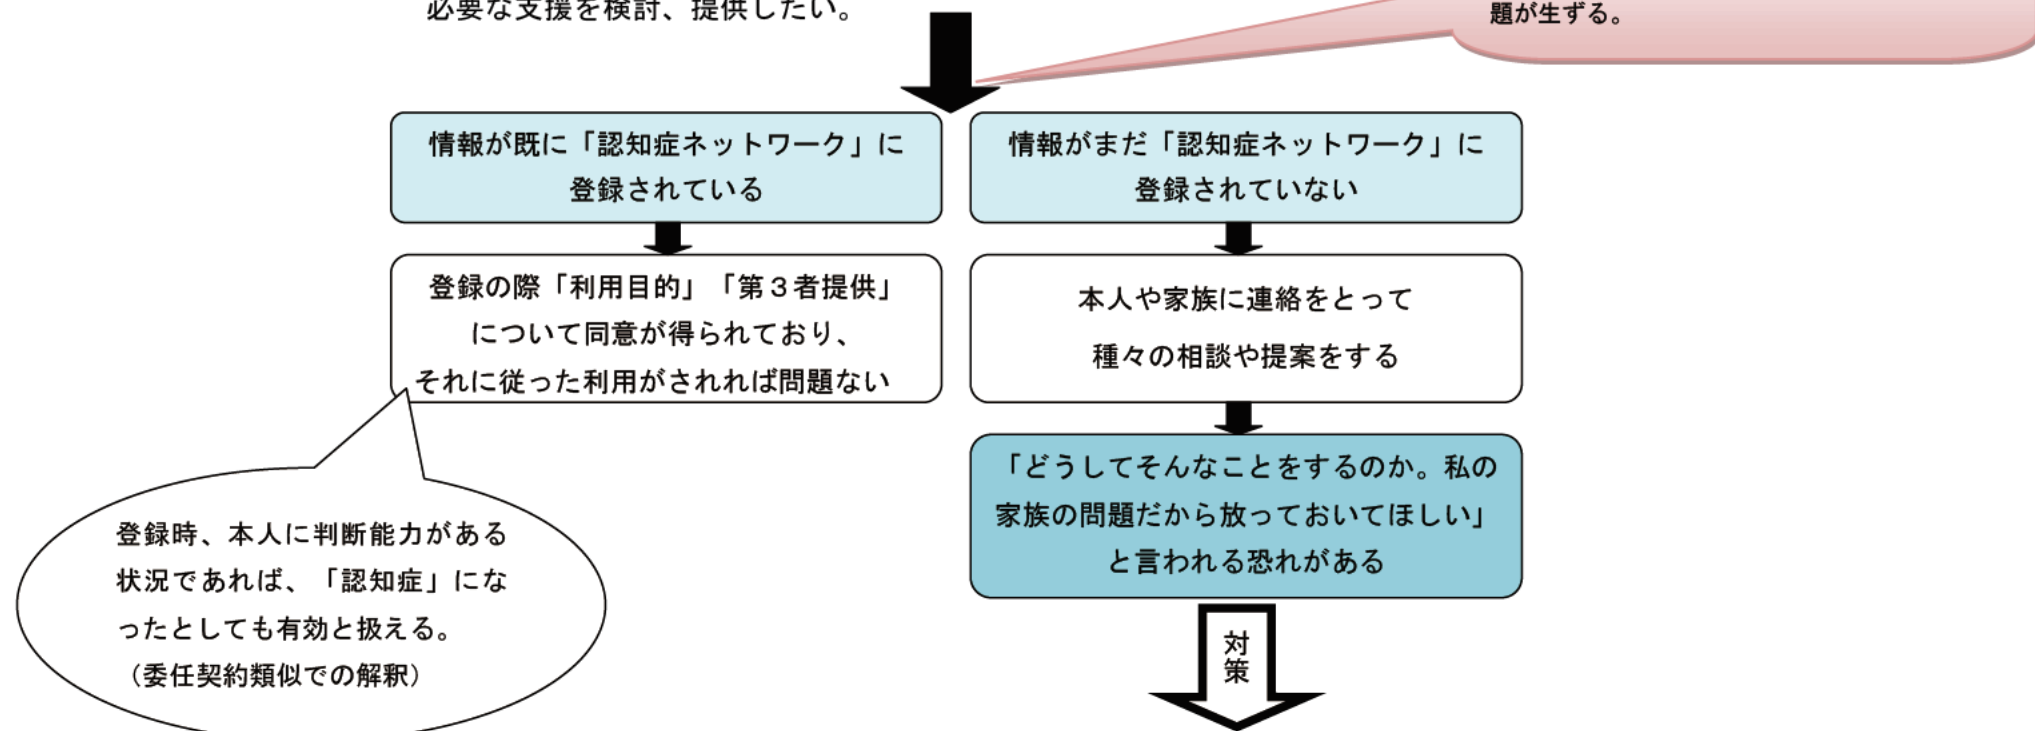 必要な支援を検討、提供したい。
題が生ずる。
情報が既に「認知症ネットワーク」に
登録されている
情報がまだ「認知症ネットワーク」に
登録されていない
登録の際「利用目的」「第３者提供」
について同意が得られており、
それに従った利用がされれば問題ない
本人や家族に連絡をとって
種々の相談や提案をする
「どうしてそんなことをするのか。私の
家族の問題だから放っておいてほしい」
と言われる恐れがある
登録時、本人に判断能力がある
状況であれば、「認知症」にな
ったとしても有効と扱える。
（委任契約類似での解釈）
対
策